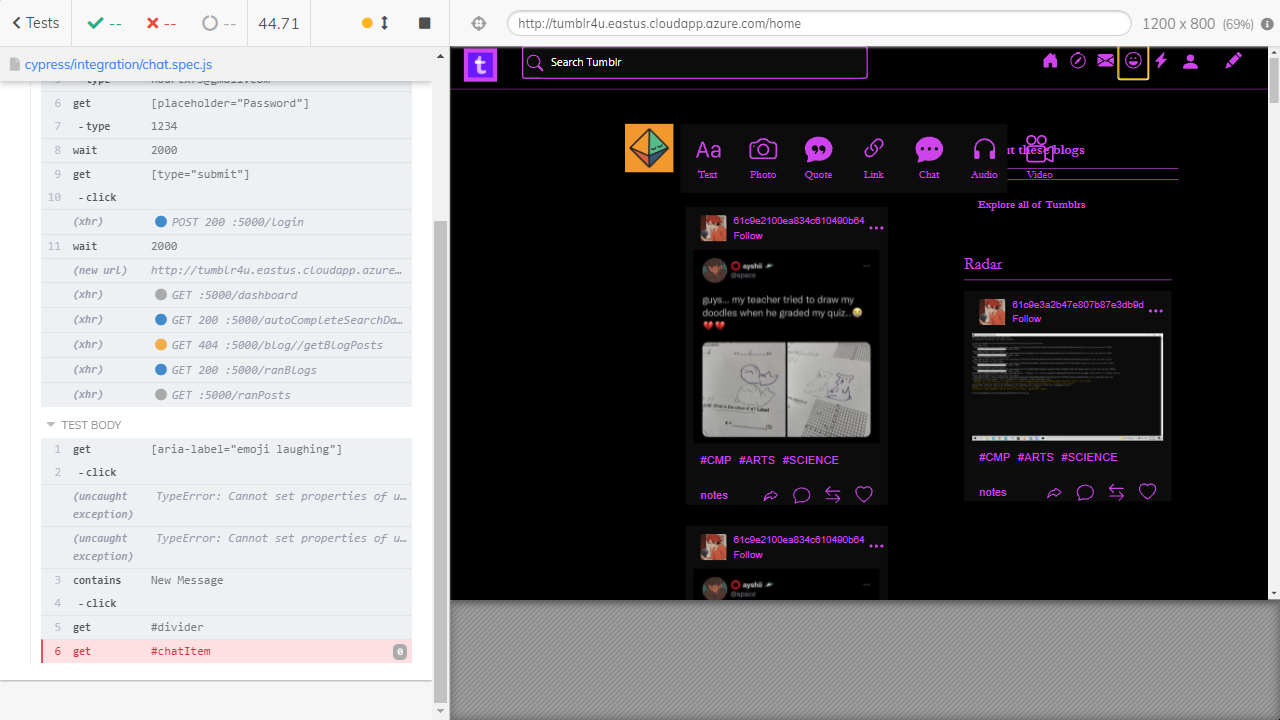 Tests
--
--
--
44.71
http://tumblr4u.eastus.cloudapp.azure.com/home
1200 x 800 (69%)
cypress/integration/chat.spec.js
6 get [placeholder="Password"]
7 -type 1234
8 wait 2000
9 get [type="submit"]
10 -click
(xhr) POST 200 :5000/login
11 wait 2000
(new url) http://tumblr4u.eastus.cloudapp.azure…
(xhr) GET :5000/dashboard
(xhr) GET 200 :5000/autoCompleteSearchDa…
(xhr) GET 404 :5000/blog/getBlogPosts
(xhr) GET 200 :5000/ranBlogs
(xhr) GET :5000/ranPosts
TEST BODY
1 get [aria-label="emoji laughing"]
2 -click
(uncaught exception) TypeError: Cannot set properties of u…
(uncaught exception) TypeError: Cannot set properties of u…
3 contains New Message
4 -click
5 get #divider
6 get #chatItem 0
t
Search Tumblr
Aa
Text
Photo
Quote
Link
Chat
Audio
Video
these blogs
Explore all of Tumblrs
61c9e2100ea834c610490b64
Follow
ayshii
@space
guys... my teacher tried to draw my
doodles when he graded my quiz..
#CMP #ARTS #SCIENCE
notes
Radar
61c9e3a2b47e807b87e3db9d
Follow
#CMP #ARTS #SCIENCE
notes
61c9e2100ea834c610490b64
Follow
ayshii
@space